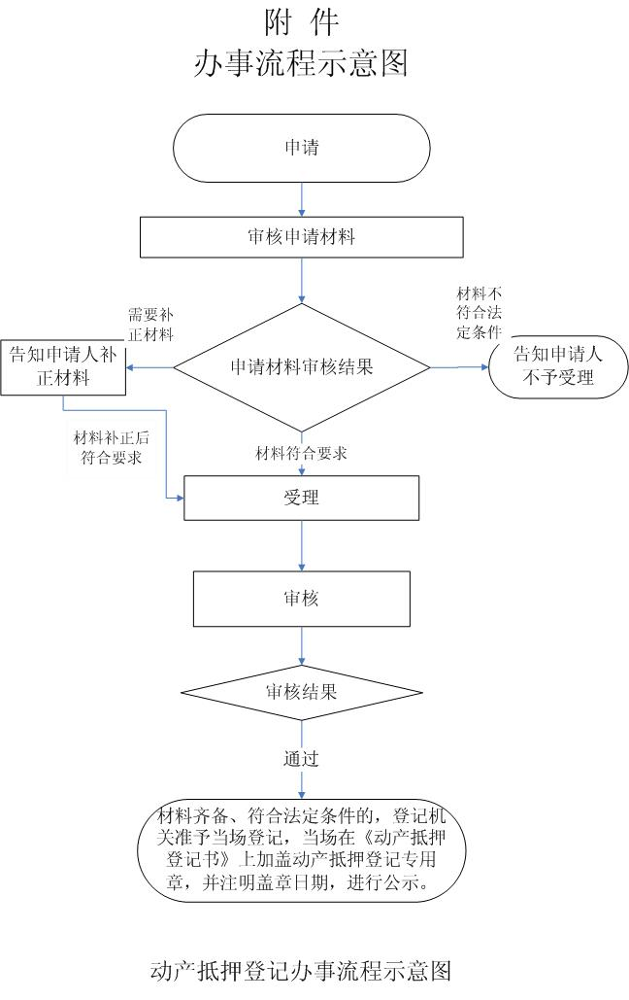 附 件
办事流程示意图
申请
审核申请材料
需要补
正材料
材料不
符合法
定条件
告知申请人补
正材料
申请材料审核结果
告知申请人
不予受理
材料补正后
符合要求
材料符合要求
受理
审核
审核结果
通过
材料齐备、符合法定条件的，登记机
关准予当场登记，当场在《动产抵押
登记书》上加盖动产抵押登记专用
章，并注明盖章日期，进行公示。
动产抵押登记办事流程示意图